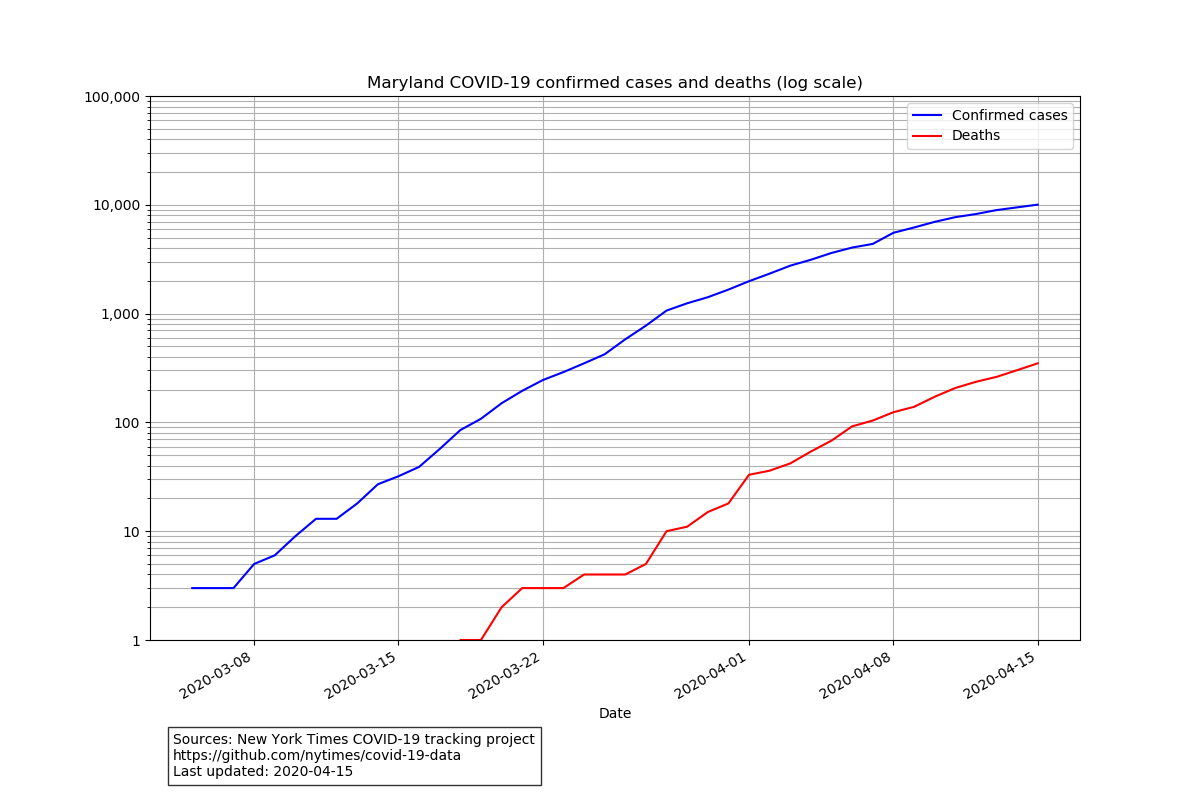 Maryland COVID-19 confirmed cases and deaths (log scale)
100,000
10,000
1,000
100
10
1
Confirmed cases
Deaths
2020-03-08
2020-03-15
2020-03-22
2020-04-01
2020-04-08
2020-04-15
Date
Sources: New York Times COVID-19 tracking project
https://github.com/nytimes/covid-19-data
Last updated: 2020-04-15